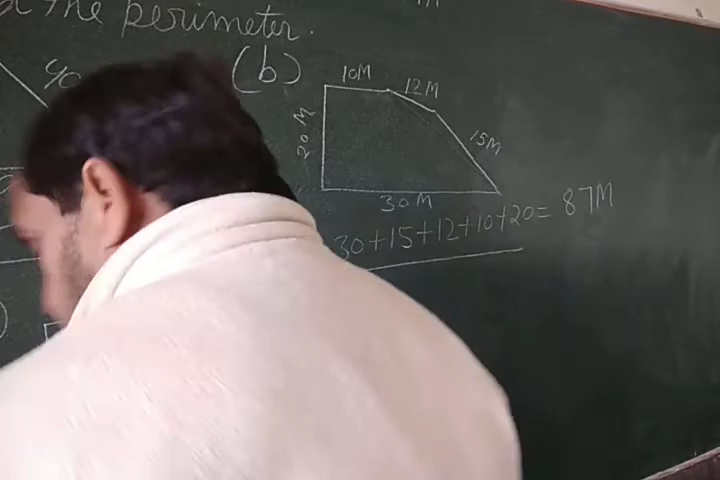 the perimeter.
(b)
10M
12M
20M
15M
30M
30+15+12+10+20= 87M